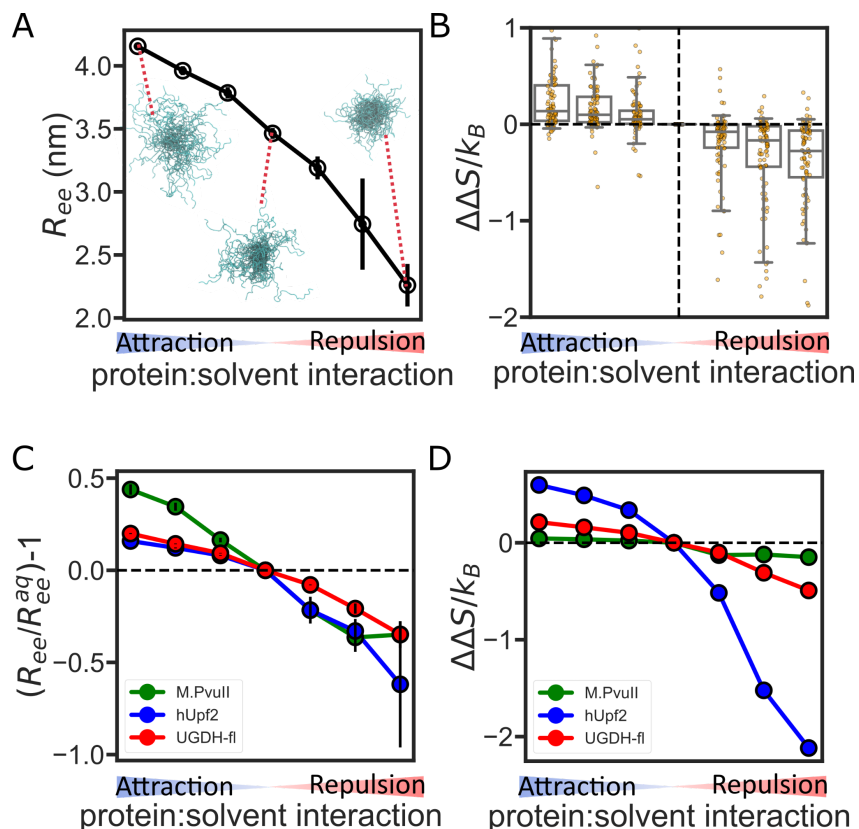 A
R_ee (nm)
4.0
3.5
3.0
2.5
2.0
Attraction
Repulsion
protein:solvent interaction
B
ΔΔS/k_B
1
0
−1
−2
Attraction
Repulsion
protein:solvent interaction
C
(R_ee/R_ee^aq)-1
0.5
0.0
−0.5
−1.0
M.PvuII
hUpf2
UGDH-fl
Attraction
Repulsion
protein:solvent interaction
D
ΔΔS/k_B
0
−1
−2
M.PvuII
hUpf2
UGDH-fl
Attraction
Repulsion
protein:solvent interaction